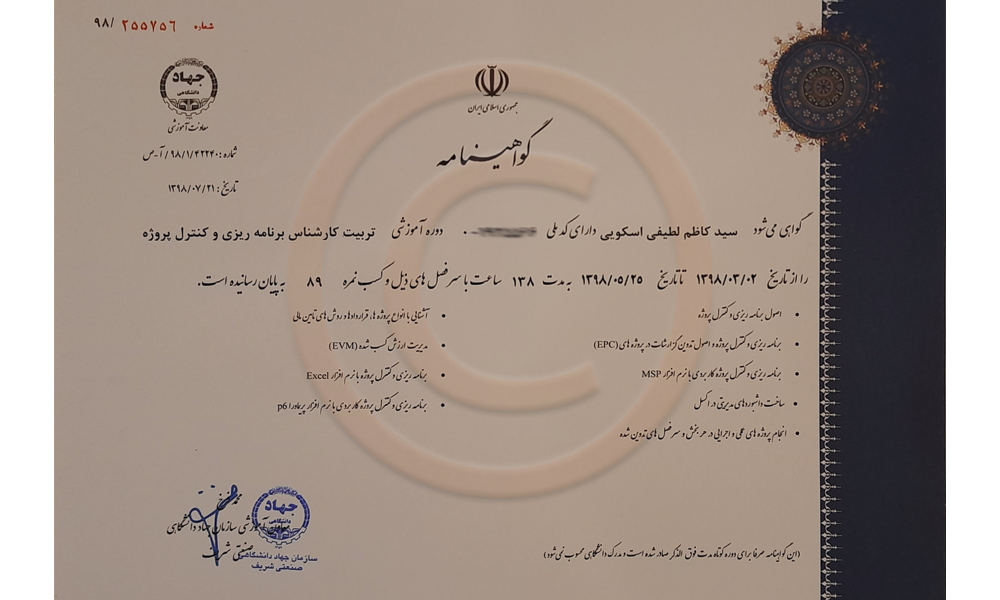 شماره ۲۵۵۷۵۶ /۹۸
جهاد
دانشگاهی
معاونت آموزشی
جمهوری اسلامی ایران
گواهینامه
شماره: ۹۸/۱/۴۲۲۴۰/ آ-ص
تاریخ: ۱۳۹۸/۰۷/۲۱
گواهی می‌شود سید کاظم لطیفی اسکویی دارای کد ملی ۰ دوره آموزشی تربیت کارشناس برنامه ریزی و کنترل پروژه
را از تاریخ ۱۳۹۸/۰۳/۰۲ تا تاریخ ۱۳۹۸/۰۵/۲۵ به مدت ۱۳۸ ساعت با سرفصل های ذیل و کسب نمره ۸۹ به پایان رسانیده است.
• اصول برنامه ریزی و کنترل پروژه
• برنامه ریزی و کنترل پروژه و اصول تدوین گزارشات در پروژه های (EPC)
• برنامه ریزی و کنترل پروژه کاربردی با نرم افزار MSP
• ساخت داشبوردهای مدیریتی در اکسل
• انجام پروژه های عملی و اجرایی در هر بخش و سرفصل های تدوین شده
• آشنایی با انواع پروژه ها، قراردادها و روش های تامین مالی
• مدیریت ارزش کسب شده (EVM)
• برنامه ریزی و کنترل پروژه با نرم افزار Excel
• برنامه ریزی و کنترل پروژه کاربردی با نرم افزار پریماورا p6
معاون آموزشی سازمان جهاد دانشگاهی
صنعتی شریف
جهاد
دانشگاهی
سازمان جهاد دانشگاهی
صنعتی شریف
(این گواهینامه صرفا برای دوره کوتاه مدت فوق الذکر صادر شده است و مدرک دانشگاهی محسوب نمی شود)